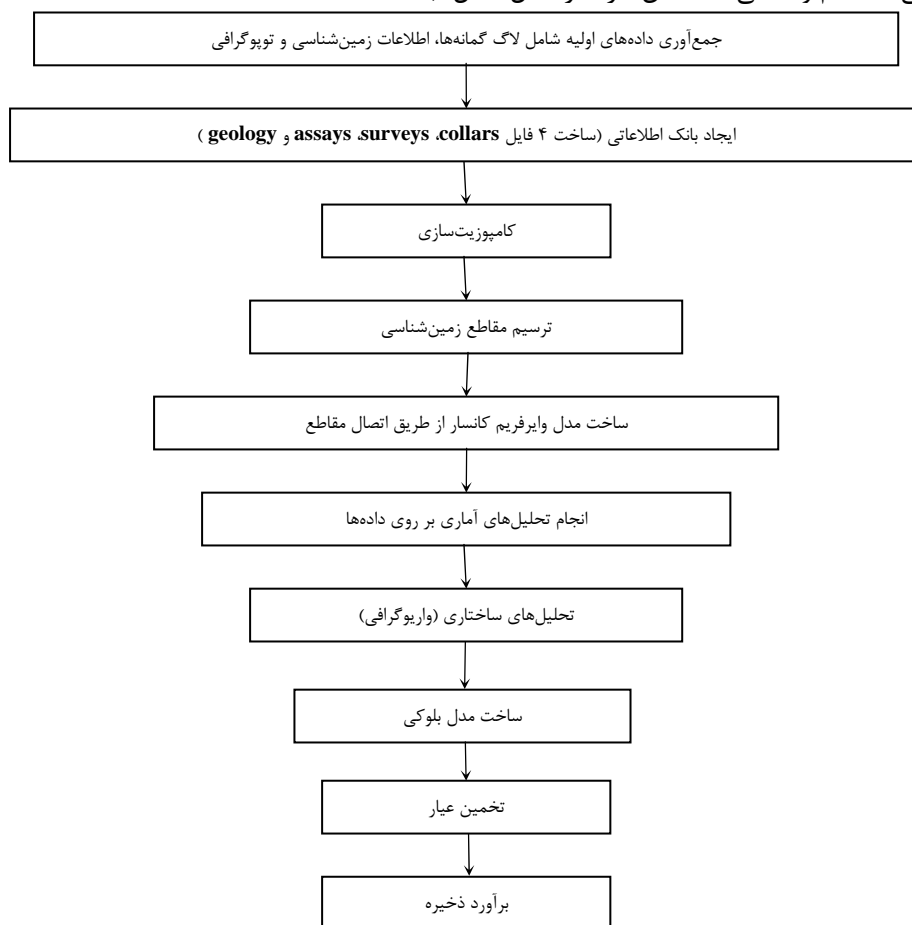 جمع‌آوری داده‌های اولیه شامل لاگ گمانه‌ها، اطلاعات زمین‌شناسی و توپوگرافی
ایجاد بانک اطلاعاتی (ساخت ۴ فایل collars، surveys، assays و geology )
کامپوزیت‌سازی
ترسیم مقاطع زمین‌شناسی
ساخت مدل وایرفریم کانسار از طریق اتصال مقاطع
انجام تحلیل‌های آماری بر روی داده‌ها
تحلیل‌های ساختاری (واریوگرافی)
ساخت مدل بلوکی
تخمین عیار
برآورد ذخیره